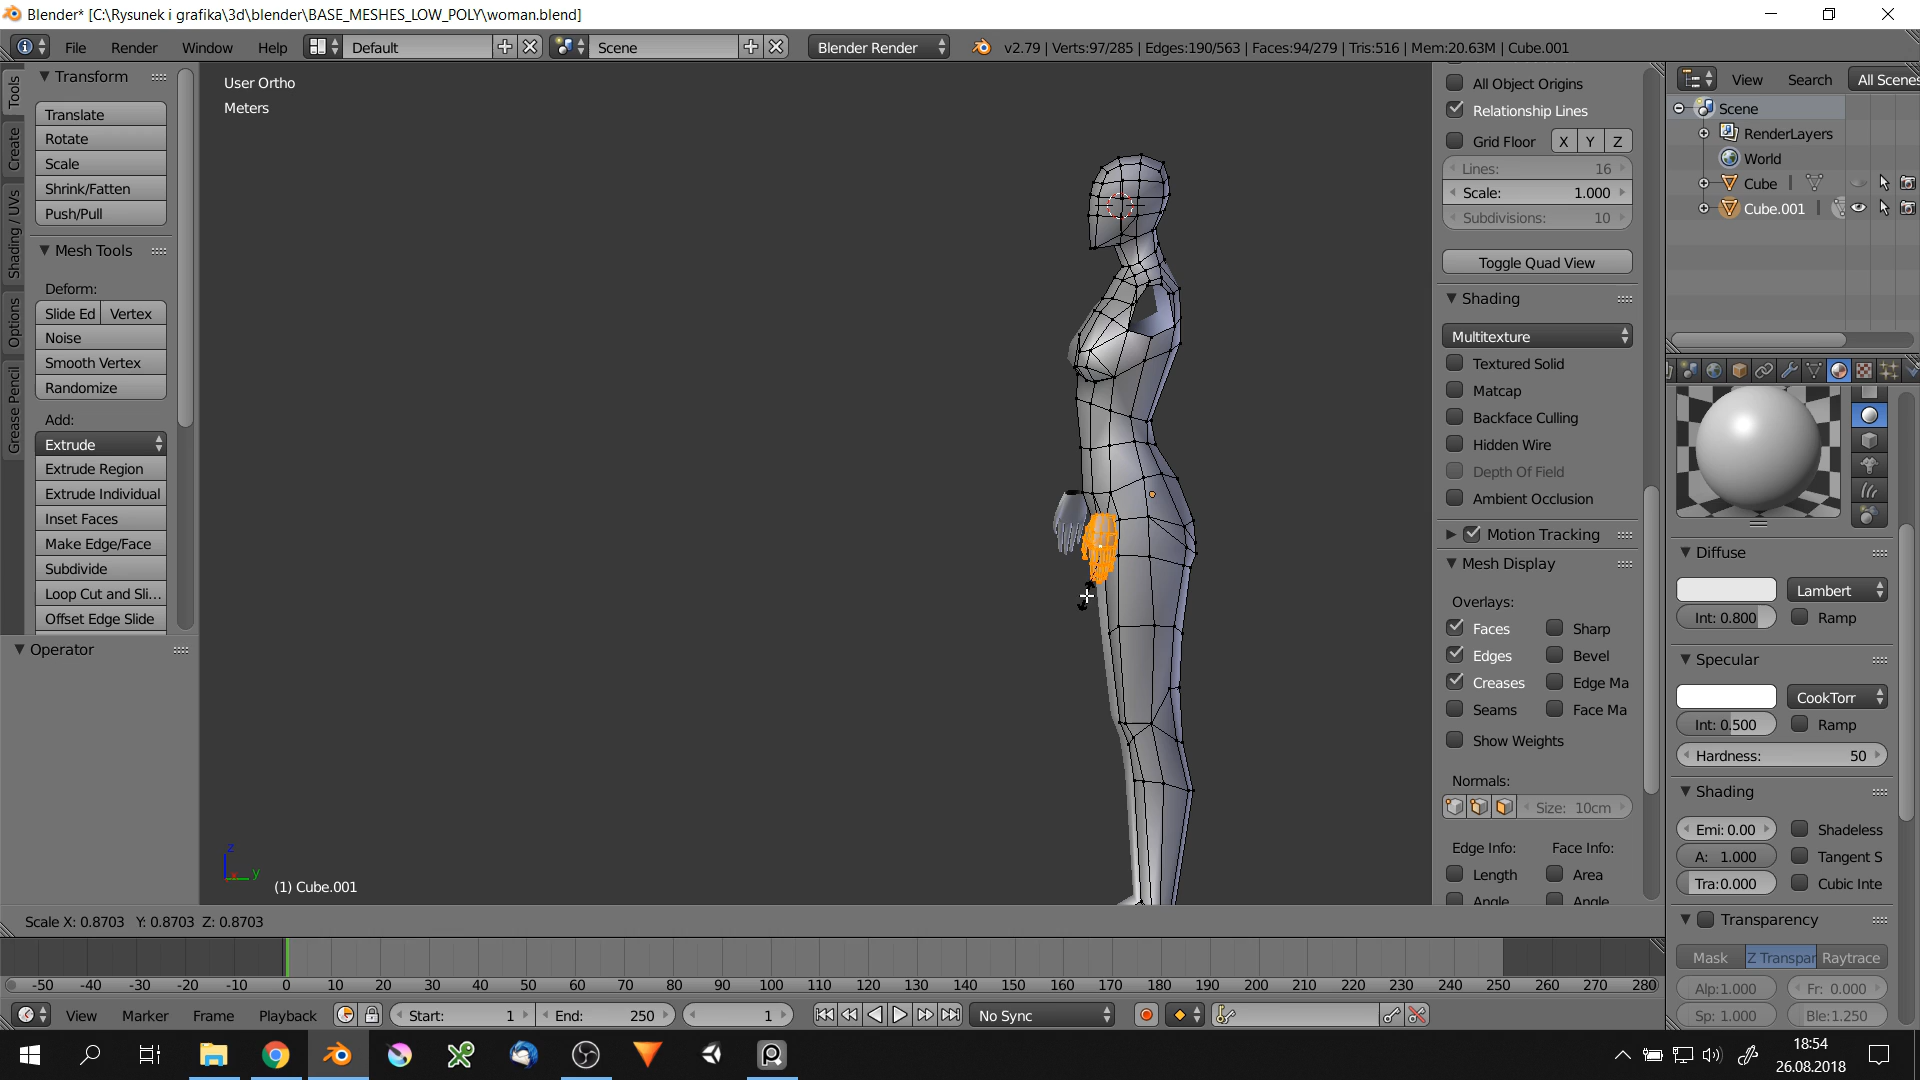 Blender* [C:\Rysunek i grafika\3d\blender\BASE_MESHES_LOW_POLY\woman.blend]
File Render Window Help Default Scene Blender Render v2.79 | Verts:97/285 | Edges:190/563 | Faces:94/279 | Tris:516 | Mem:20.63M | Cube.001
Tools
Create
Shading / UVs
Options
Grease Pencil
Transform
Translate
Rotate
Scale
Shrink/Fatten
Push/Pull
Mesh Tools
Deform:
Slide Ed Vertex
Noise
Smooth Vertex
Randomize
Add:
Extrude
Extrude Region
Extrude Individual
Inset Faces
Make Edge/Face
Subdivide
Loop Cut and Sli...
Offset Edge Slide
Operator
User Ortho
Meters
z
x y
(1) Cube.001
All Object Origins
Relationship Lines
Grid Floor X Y Z
Lines: 16
Scale: 1.000
Subdivisions: 10
Toggle Quad View
Shading
Multitexture
Textured Solid
Matcap
Backface Culling
Hidden Wire
Depth Of Field
Ambient Occlusion
Motion Tracking
Mesh Display
Overlays:
Faces Sharp
Edges Bevel
Creases Edge Ma
Seams Face Ma
Show Weights
Normals:
Size: 10cm
Edge Info: Face Info:
Length Area
Angle Angle
View Search All Scenes
Scene
RenderLayers
World
Cube
Cube.001
Diffuse
Lambert
Int: 0.800 Ramp
Specular
CookTorr
Int: 0.500 Ramp
Hardness: 50
Shading
Emi: 0.00 Shadeless
A: 1.000 Tangent S
Tra:0.000 Cubic Inte
Transparency
Mask Z Transpar Raytrace
Alp:1.000 Fr: 0.000
Sp: 1.000 Ble:1.250
Scale X: 0.8703 Y: 0.8703 Z: 0.8703
-50 -40 -30 -20 -10 0 10 20 30 40 50 60 70 80 90 100 110 120 130 140 150 160 170 180 190 200 210 220 230 240 250 260 270 280
View Marker Frame Playback Start: 1 End: 250 1 No Sync
18:54
26.08.2018